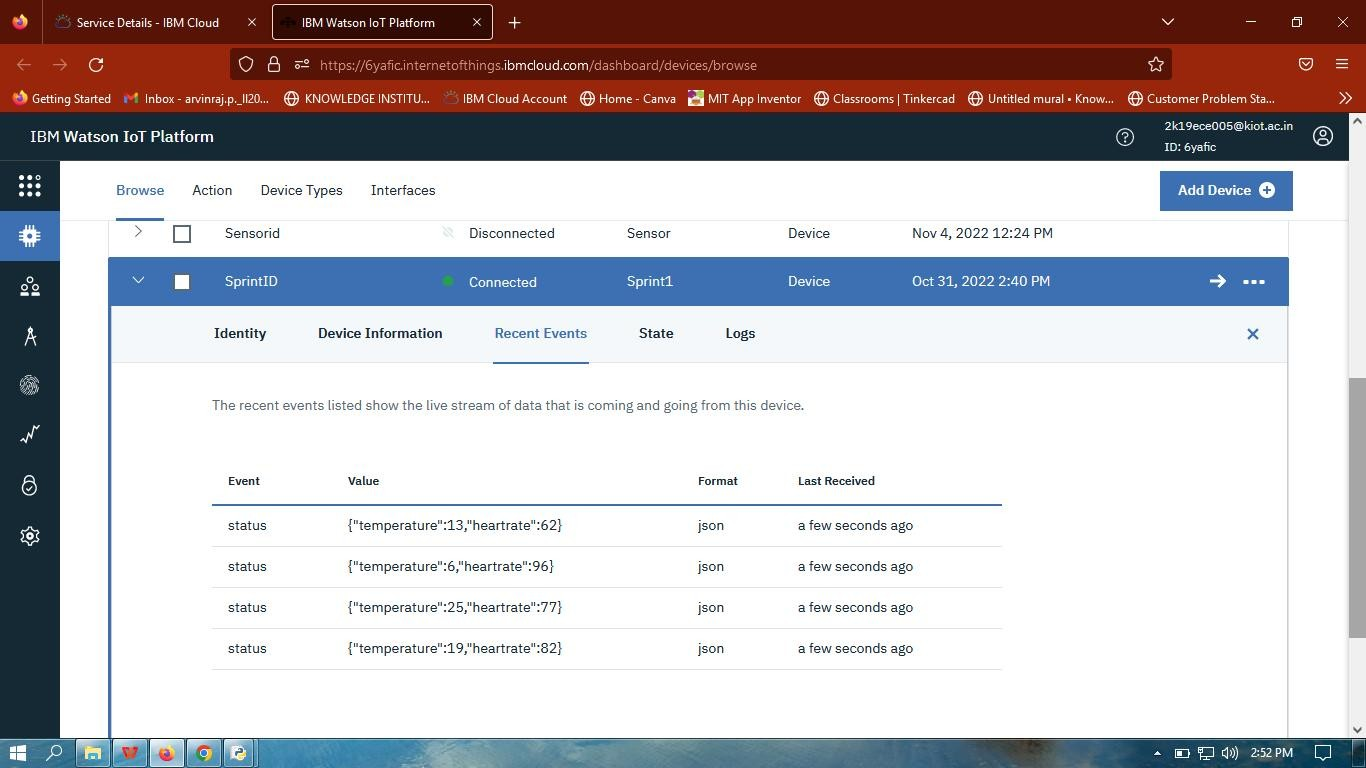 Service Details - IBM Cloud
IBM Watson IoT Platform
https://6yafic.internetofthings.ibmcloud.com/dashboard/devices/browse
Getting Started
Inbox - arvinraj.p._II20...
KNOWLEDGE INSTITU...
IBM Cloud Account
Home - Canva
MIT App Inventor
Classrooms | Tinkercad
Untitled mural • Know...
Customer Problem Sta...
IBM Watson IoT Platform
2k19ece005@kiot.ac.in
ID: 6yafic
Browse Action Device Types Interfaces
Add Device
Sensorid Disconnected Sensor Device Nov 4, 2022 12:24 PM
SprintID Connected Sprint1 Device Oct 31, 2022 2:40 PM
Identity Device Information Recent Events State Logs
The recent events listed show the live stream of data that is coming and going from this device.
Event Value Format Last Received
status {"temperature":13,"heartrate":62} json a few seconds ago
status {"temperature":6,"heartrate":96} json a few seconds ago
status {"temperature":25,"heartrate":77} json a few seconds ago
status {"temperature":19,"heartrate":82} json a few seconds ago
2:52 PM